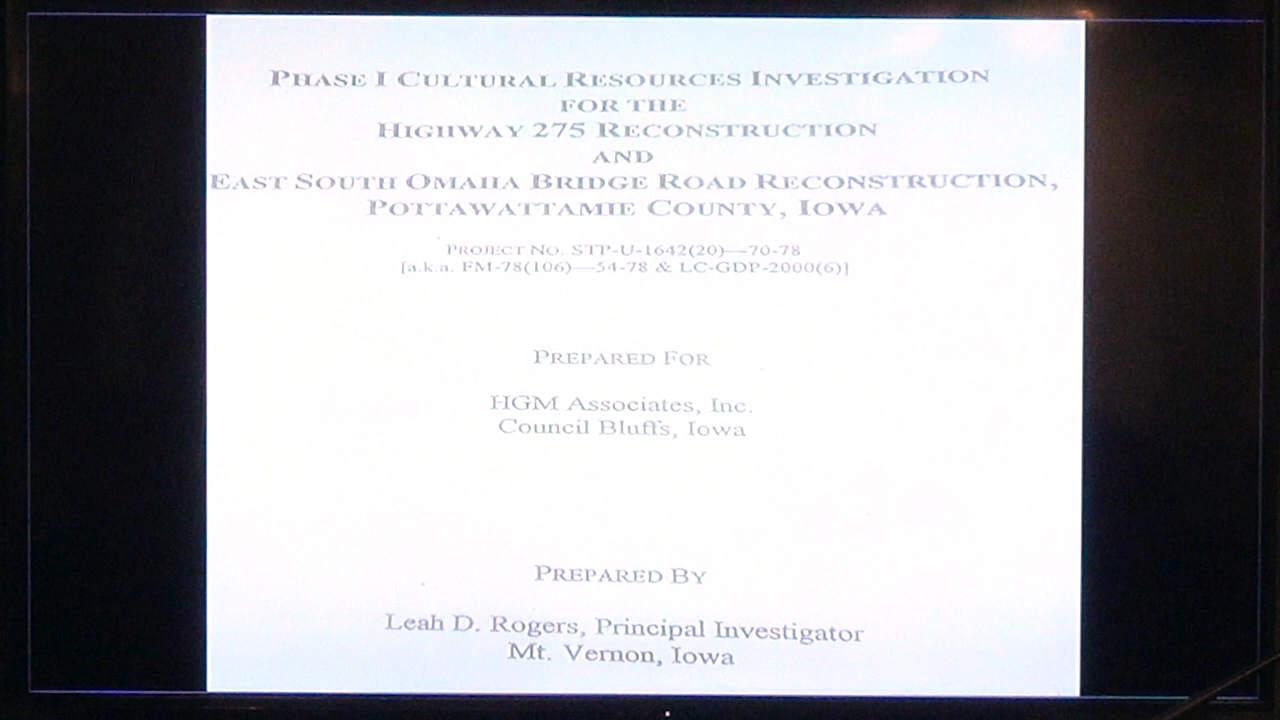 PHASE I CULTURAL RESOURCES INVESTIGATION
FOR THE
HIGHWAY 275 RECONSTRUCTION
AND
EAST SOUTH OMAHA BRIDGE ROAD RECONSTRUCTION,
POTTAWATTAMIE COUNTY, IOWA
PROJECT NO. STP-U-1642(20)—70-78
[a.k.a. FM-78(106)—54-78 & LC-GDP-2000(6)]
PREPARED FOR
HGM Associates, Inc.
Council Bluffs, Iowa
PREPARED BY
Leah D. Rogers, Principal Investigator
Mt. Vernon, Iowa